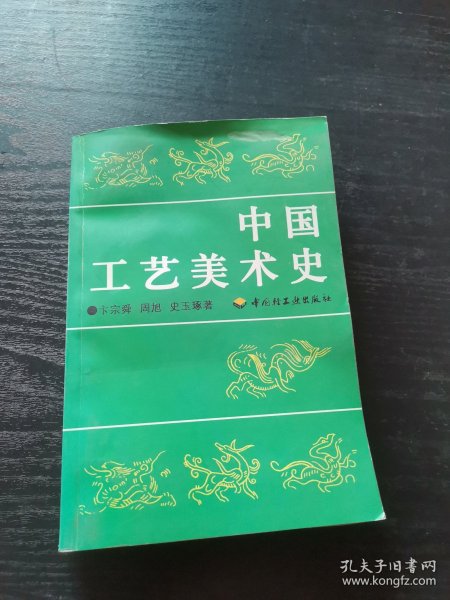 中国
工艺美术史
卞宗舜 周旭 史玉琢著 中国轻工业出版社
孔夫子旧书网
www.kongfz.com